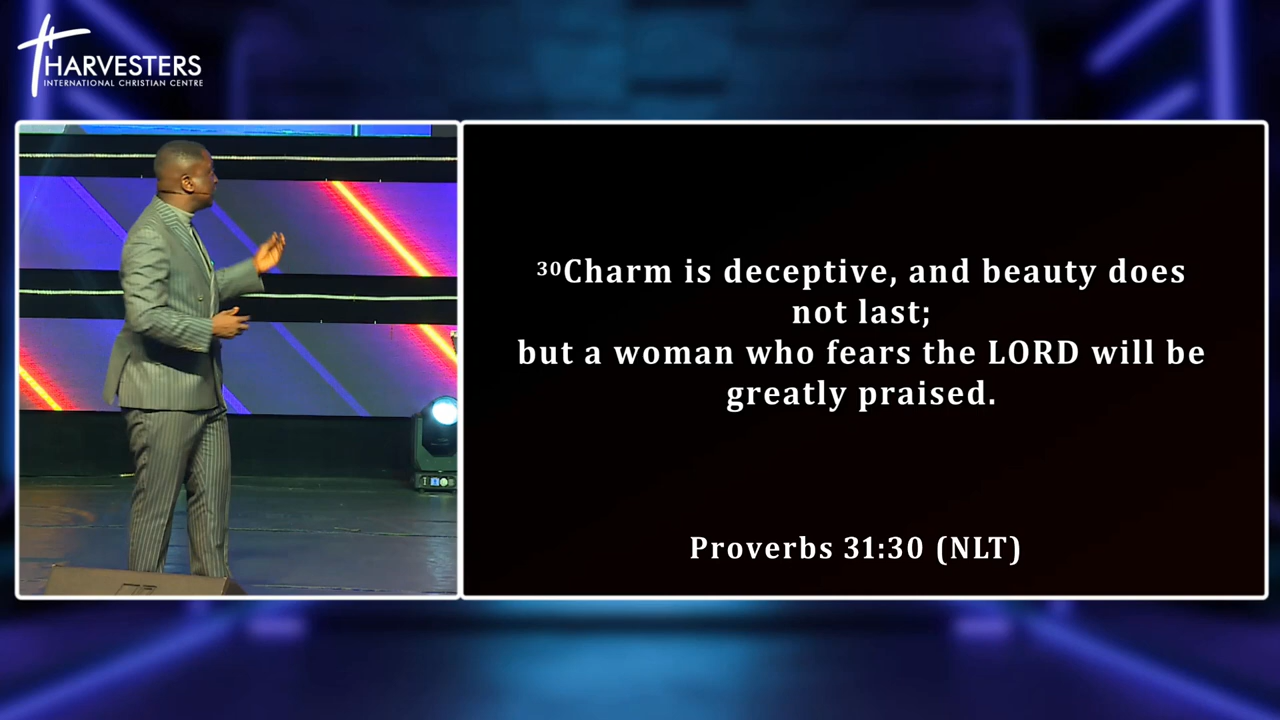 HARVESTERS
INTERNATIONAL CHRISTIAN CENTRE
30Charm is deceptive, and beauty does
not last;
but a woman who fears the LORD will be
greatly praised.
Proverbs 31:30 (NLT)